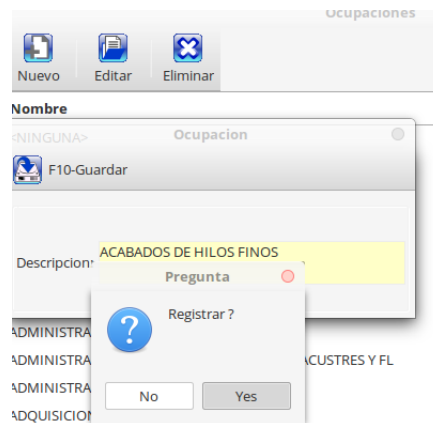 Ocupaciones
Nuevo Editar Eliminar
Nombre
<NINGUNA> Ocupacion
F10-Guardar
Descripcion:
ACABADOS DE HILOS FINOS
Pregunta
Registrar ?
ADMINISTRA
ADMINISTRA ACUSTRES Y FL
ADMINISTRA
No Yes
ADQUISICION